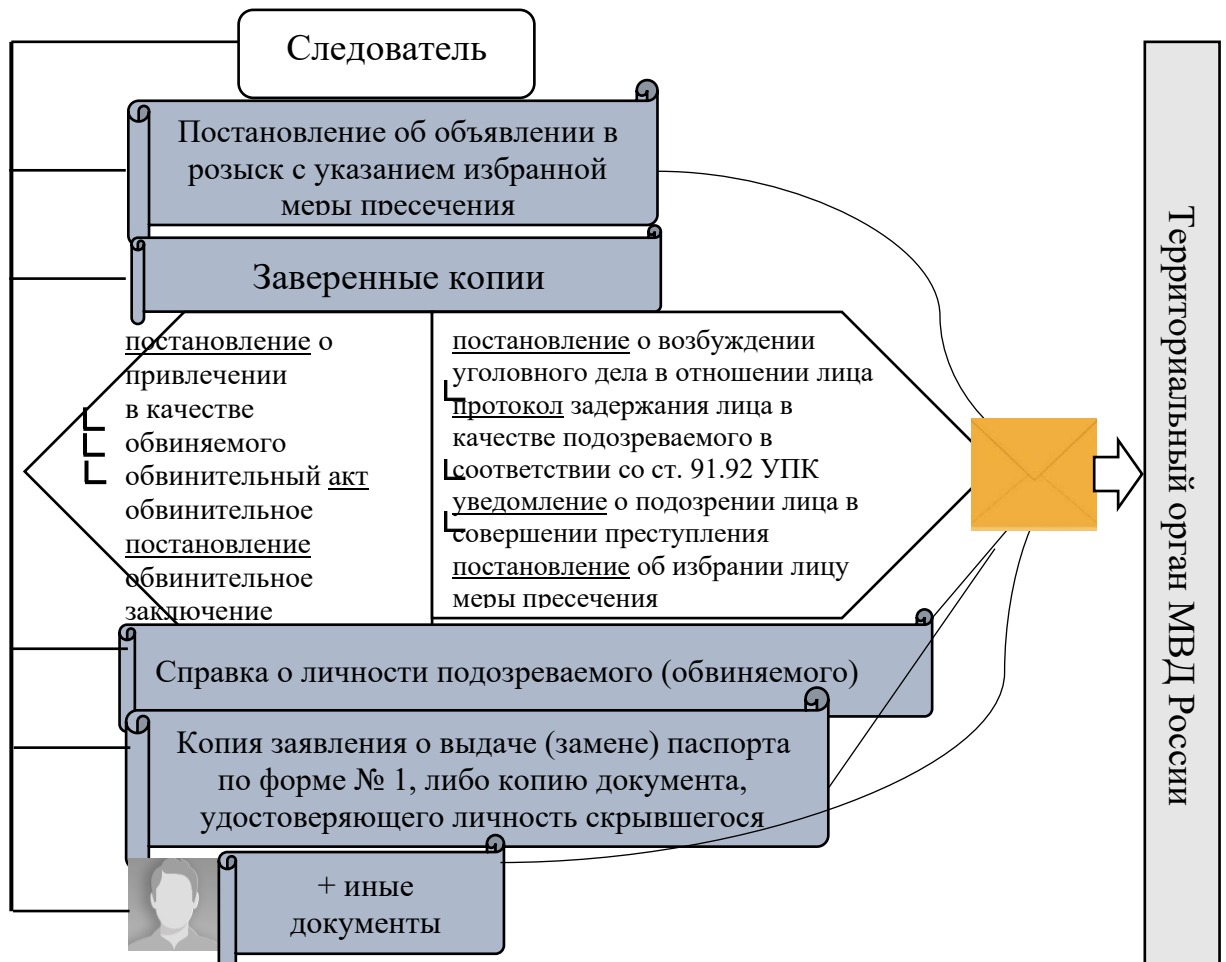 Следователь
Постановление об объявлении в
розыск с указанием избранной
меры пресечения
Заверенные копии
постановление о
привлечении
в качестве
обвиняемого
обвинительный акт
обвинительное
постановление
обвинительное
заключение
постановление о возбуждении
уголовного дела в отношении лица
протокол задержания лица в
качестве подозреваемого в
соответствии со ст. 91.92 УПК
уведомление о подозрении лица в
совершении преступления
постановление об избрании лицу
меры пресечения
Справка о личности подозреваемого (обвиняемого)
Копия заявления о выдаче (замене) паспорта
по форме № 1, либо копию документа,
удостоверяющего личность скрывшегося
+ иные
документы
Территориальный орган МВД России